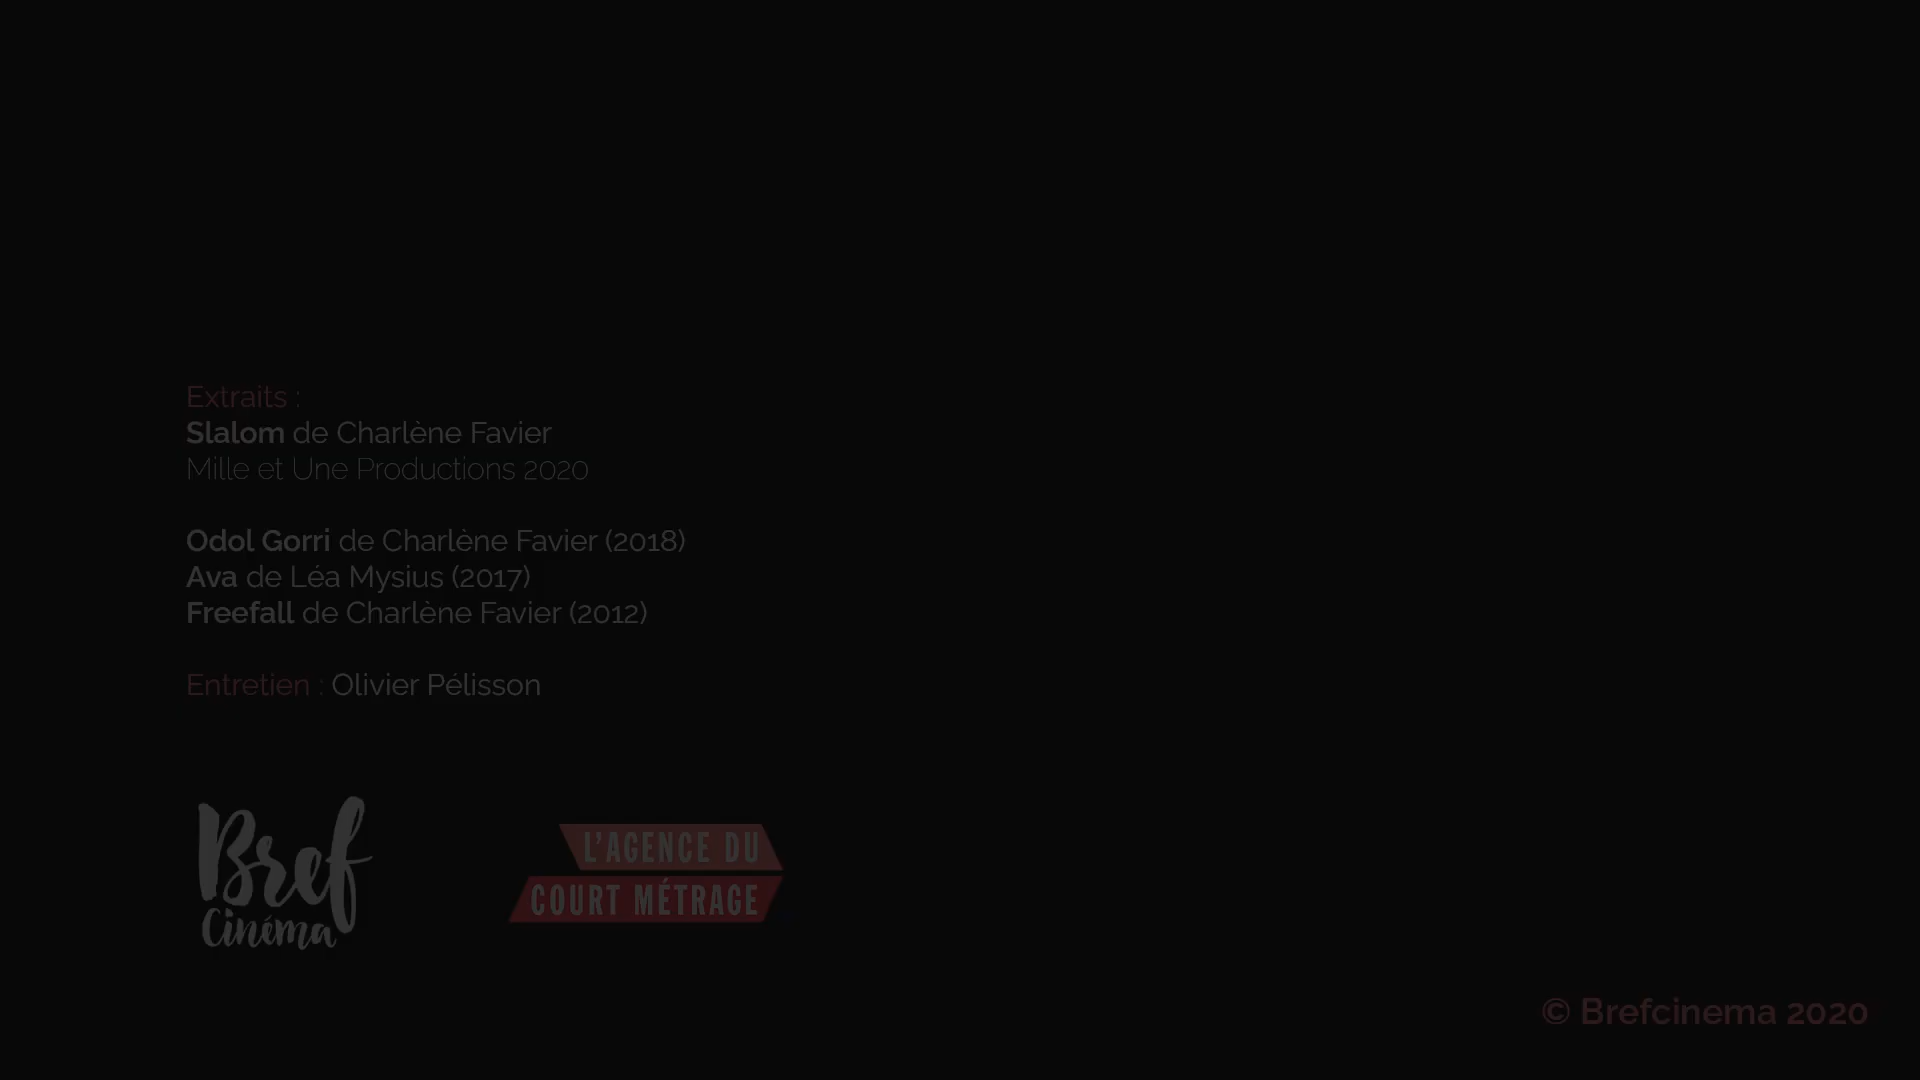 Extraits :
Slalom de Charlène Favier
Mille et Une Productions 2020
Odol Gorri de Charlène Favier (2018)
Ava de Léa Mysius (2017)
Freefall de Charlène Favier (2012)
Entretien : Olivier Pélisson
Bref
Cinéma
L'AGENCE DU
COURT MÉTRAGE
© Brefcinema 2020